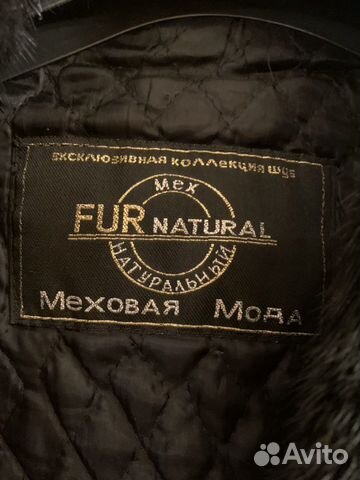 ЭКСКЛЮЗИВНАЯ КОЛЛЕКЦИЯ ШУБ
Мех
FUR NATURAL
НАТУРАЛЬНЫЙ
Меховая Мода
Avito